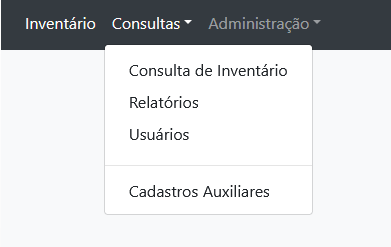 Inventário Consultas Administração
Consulta de Inventário
Relatórios
Usuários
Cadastros Auxiliares